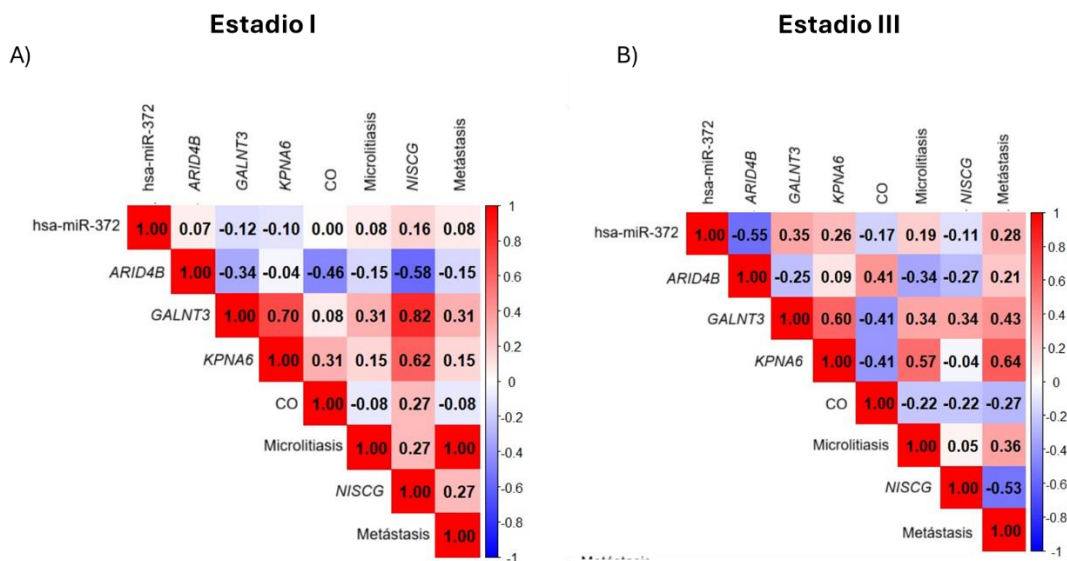 Estadio I
A)
hsa-miR-372
ARID4B
GALNT3
KPNA6
CO
Microlitiasis
NISCG
Metástasis
hsa-miR-372 1.00 0.07 -0.12 -0.10 0.00 0.08 0.16 0.08
ARID4B 1.00 -0.34 -0.04 -0.46 -0.15 -0.58 -0.15
GALNT3 1.00 0.70 0.08 0.31 0.82 0.31
KPNA6 1.00 0.31 0.15 0.62 0.15
CO 1.00 -0.08 0.27 -0.08
Microlitiasis 1.00 0.27 1.00
NISCG 1.00 0.27
Metástasis 1.00
1
0.8
0.6
0.4
0.2
0
-0.2
-0.4
-0.6
-0.8
-1
Estadio III
B)
hsa-miR-372
ARID4B
GALNT3
KPNA6
CO
Microlitiasis
NISCG
Metástasis
hsa-miR-372 1.00 -0.55 0.35 0.26 -0.17 0.19 -0.11 0.28
ARID4B 1.00 -0.25 0.09 0.41 -0.34 -0.27 0.21
GALNT3 1.00 0.60 -0.41 0.34 0.34 0.43
KPNA6 1.00 -0.41 0.57 -0.04 0.64
CO 1.00 -0.22 -0.22 -0.27
Microlitiasis 1.00 0.05 0.36
NISCG 1.00 -0.53
Metástasis 1.00
1
0.8
0.6
0.4
0.2
0
-0.2
-0.4
-0.6
-0.8
-1